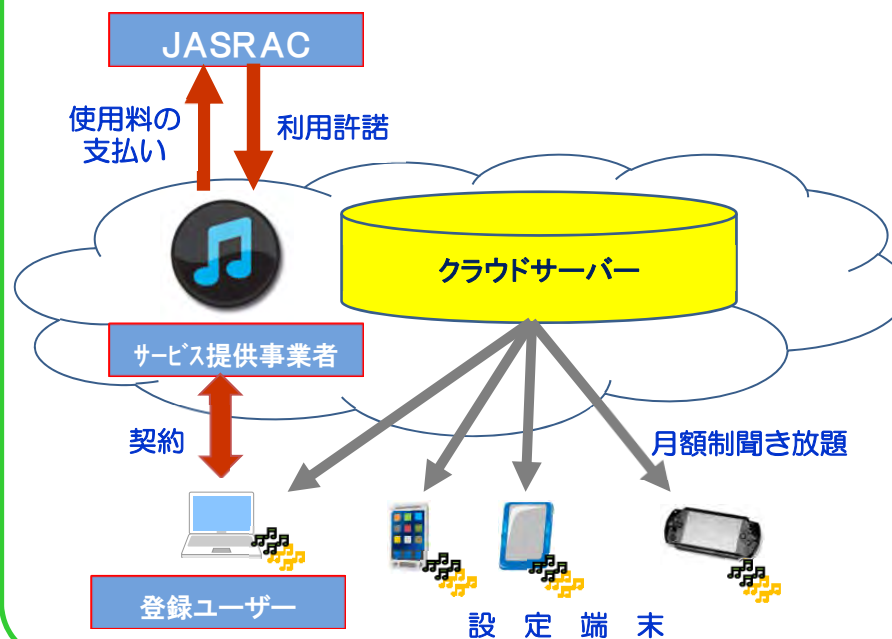 JASRAC
使用料の
支払い
利用許諾
クラウドサーバー
ｻｰﾋﾞｽ提供事業者
契約
月額制聞き放題
登録ユーザー
設 定 端 末